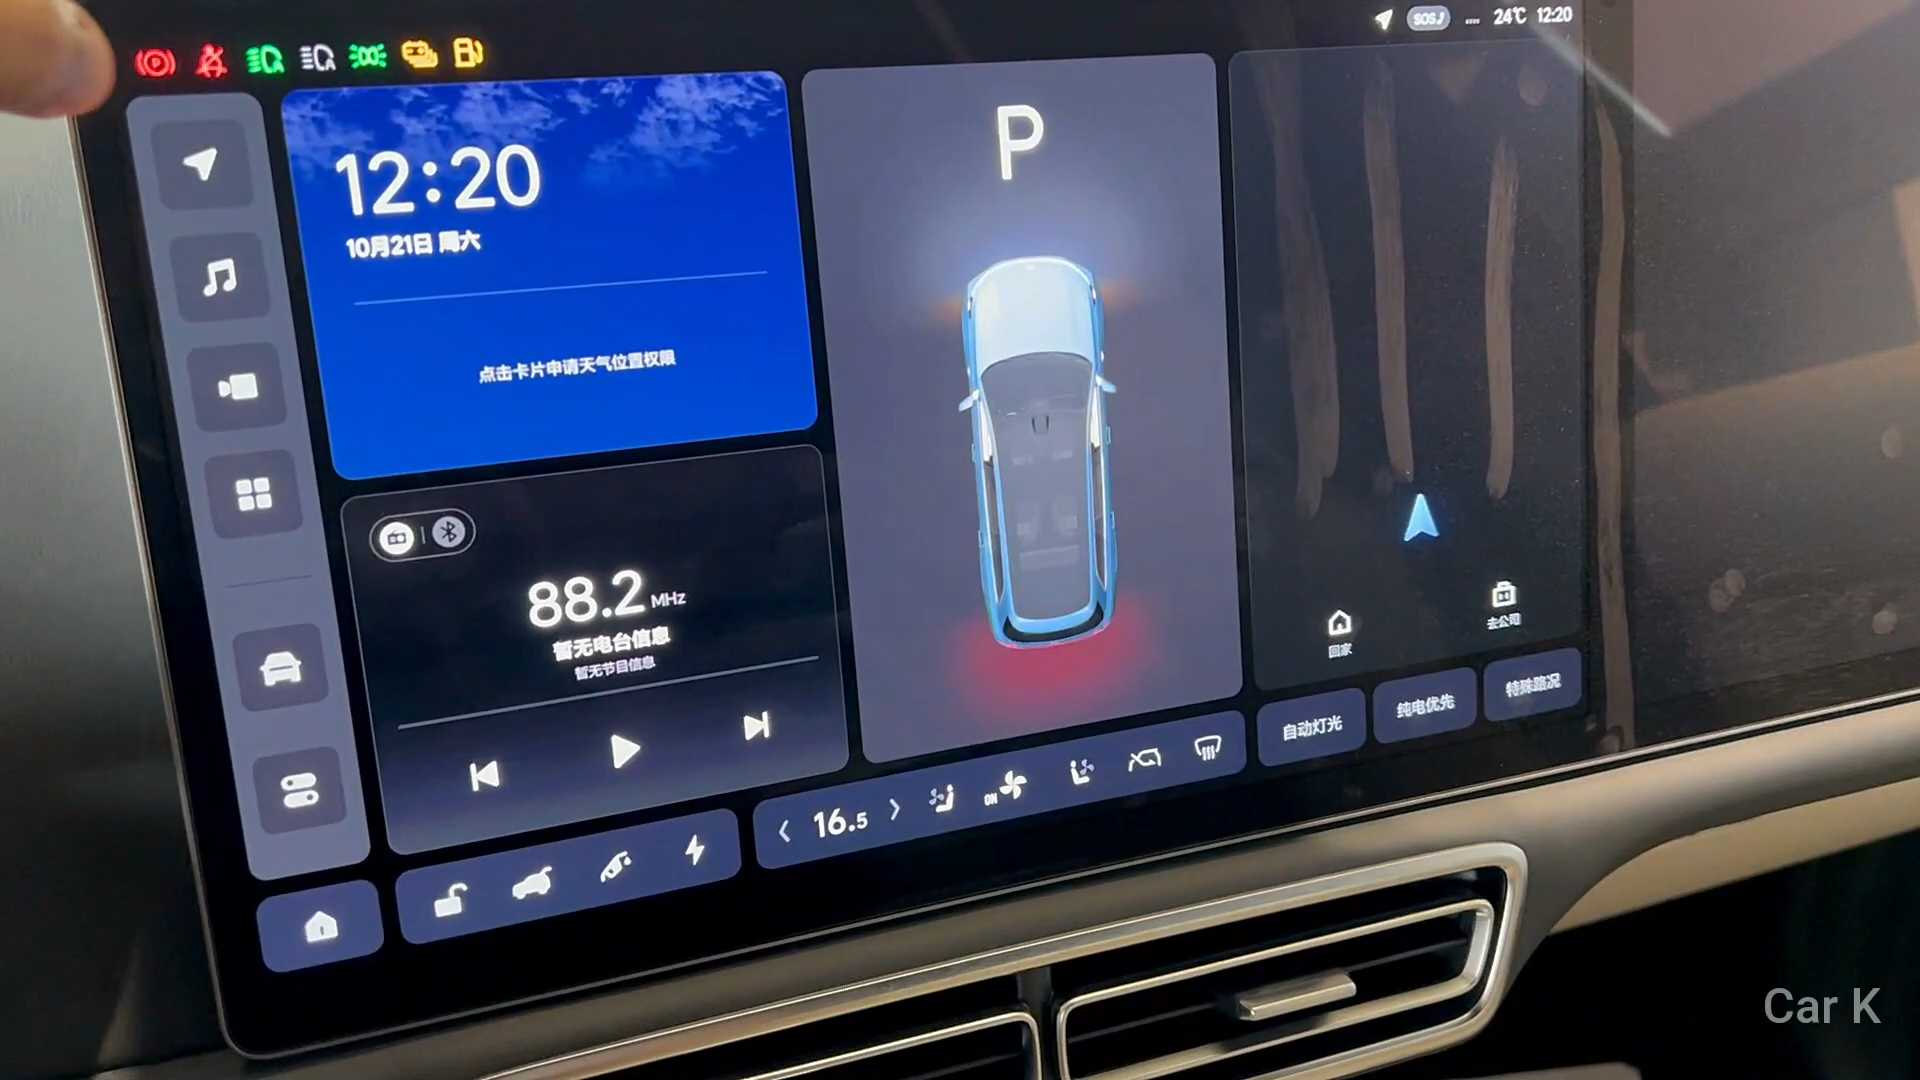 SOS
24℃ 12:20
12:20
10月21日 周六
点击卡片申请天气位置权限
P
88.2 MHz
暂无电台信息
暂无节目信息
回家
去公司
自动灯光
纯电优先
特殊路况
16.5
ON
Car K